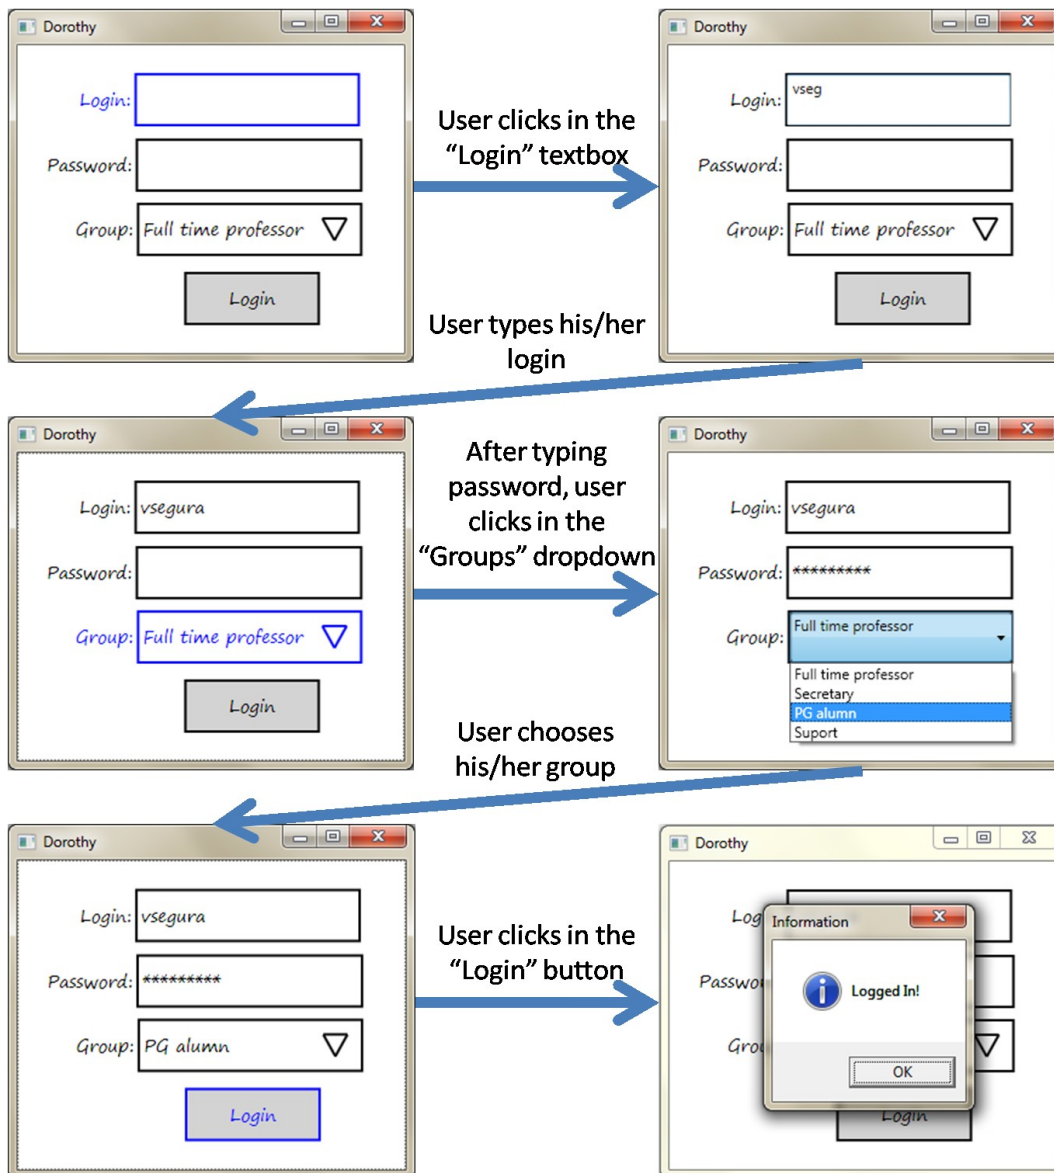 Dorothy
Login:
Password:
Group: Full time professor
Login
User clicks in the
“Login” textbox
Dorothy
Login: vseg
Password:
Group: Full time professor
Login
User types his/her
login
Dorothy
Login: vsegura
Password:
Group: Full time professor
Login
After typing
password, user
clicks in the
“Groups” dropdown
Dorothy
Login: vsegura
Password: *********
Group: Full time professor
Full time professor
Secretary
PG alumn
Suport
User chooses
his/her group
Dorothy
Login: vsegura
Password: *********
Group: PG alumn
Login
User clicks in the
“Login” button
Dorothy
Log
Information
Passwo
Logged In!
Grou
OK
Login